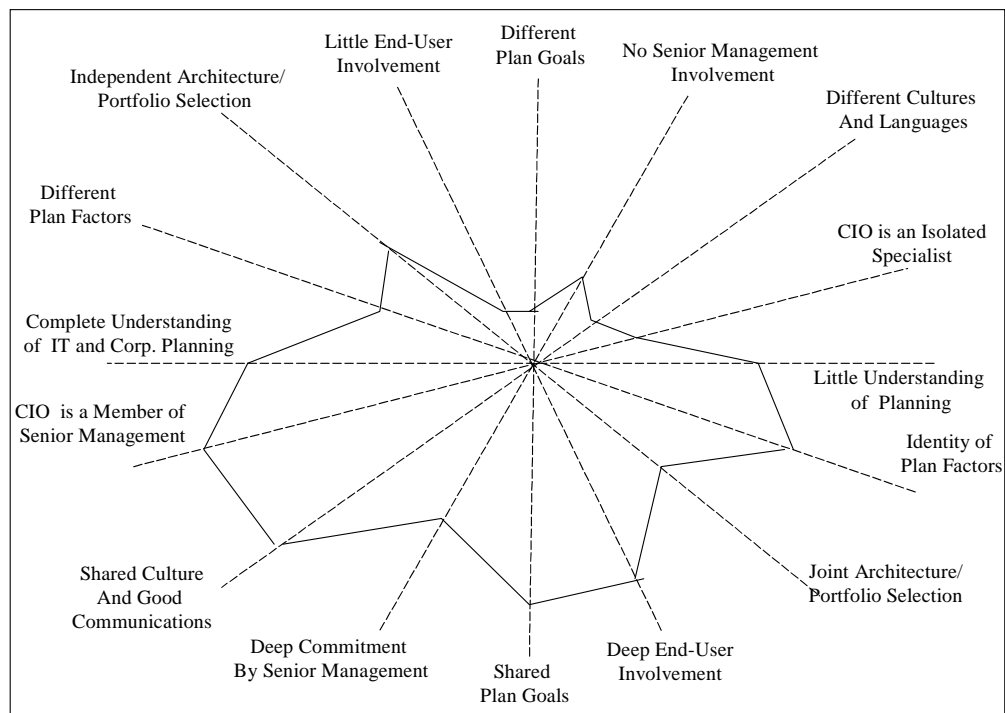 Different
Plan Goals
Little End-User
Involvement
No Senior Management
Involvement
Independent Architecture/
Portfolio Selection
Different Cultures
And Languages
Different
Plan Factors
CIO is an Isolated
Specialist
Complete Understanding
of IT and Corp. Planning
Little Understanding
of Planning
CIO is a Member of
Senior Management
Identity of
Plan Factors
Shared Culture
And Good
Communications
Joint Architecture/
Portfolio Selection
Deep Commitment
By Senior Management
Shared
Plan Goals
Deep End-User
Involvement